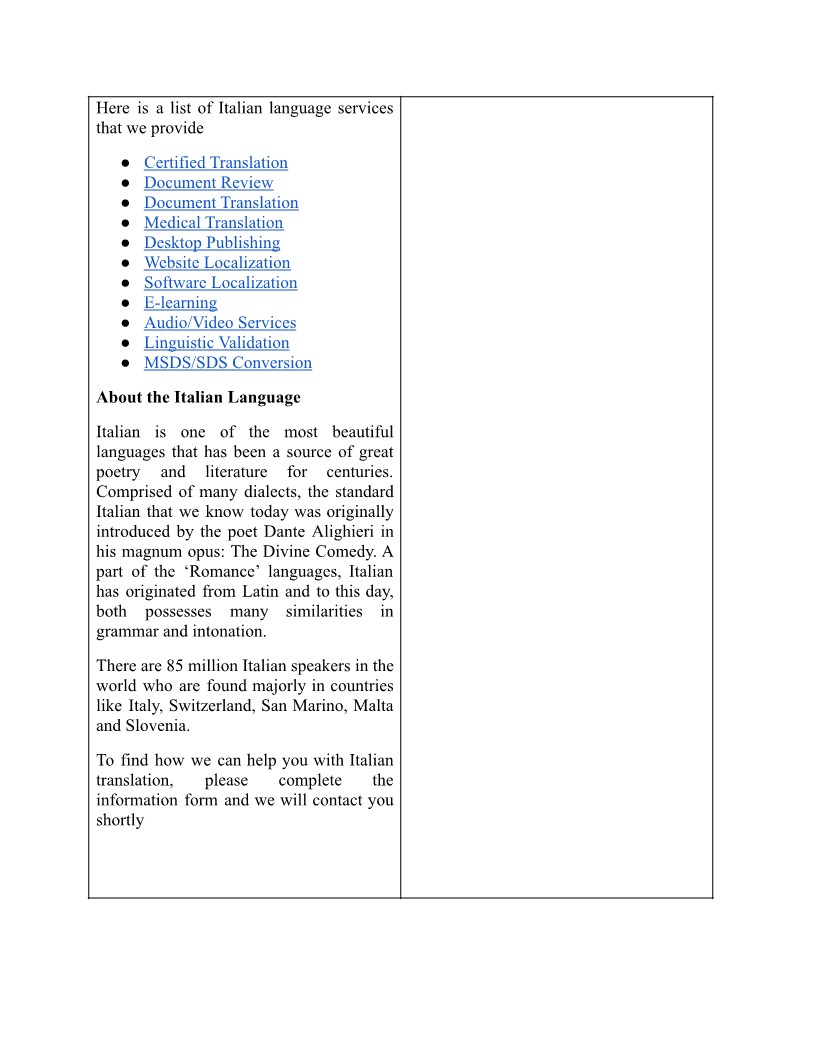 Here is a list of Italian language services
that we provide
● Certified Translation
● Document Review
● Document Translation
● Medical Translation
● Desktop Publishing
● Website Localization
● Software Localization
● E-learning
● Audio/Video Services
● Linguistic Validation
● MSDS/SDS Conversion
About the Italian Language
Italian is one of the most beautiful
languages that has been a source of great
poetry and literature for centuries.
Comprised of many dialects, the standard
Italian that we know today was originally
introduced by the poet Dante Alighieri in
his magnum opus: The Divine Comedy. A
part of the ‘Romance’ languages, Italian
has originated from Latin and to this day,
both possesses many similarities in
grammar and intonation.
There are 85 million Italian speakers in the
world who are found majorly in countries
like Italy, Switzerland, San Marino, Malta
and Slovenia.
To find how we can help you with Italian
translation, please complete the
information form and we will contact you
shortly